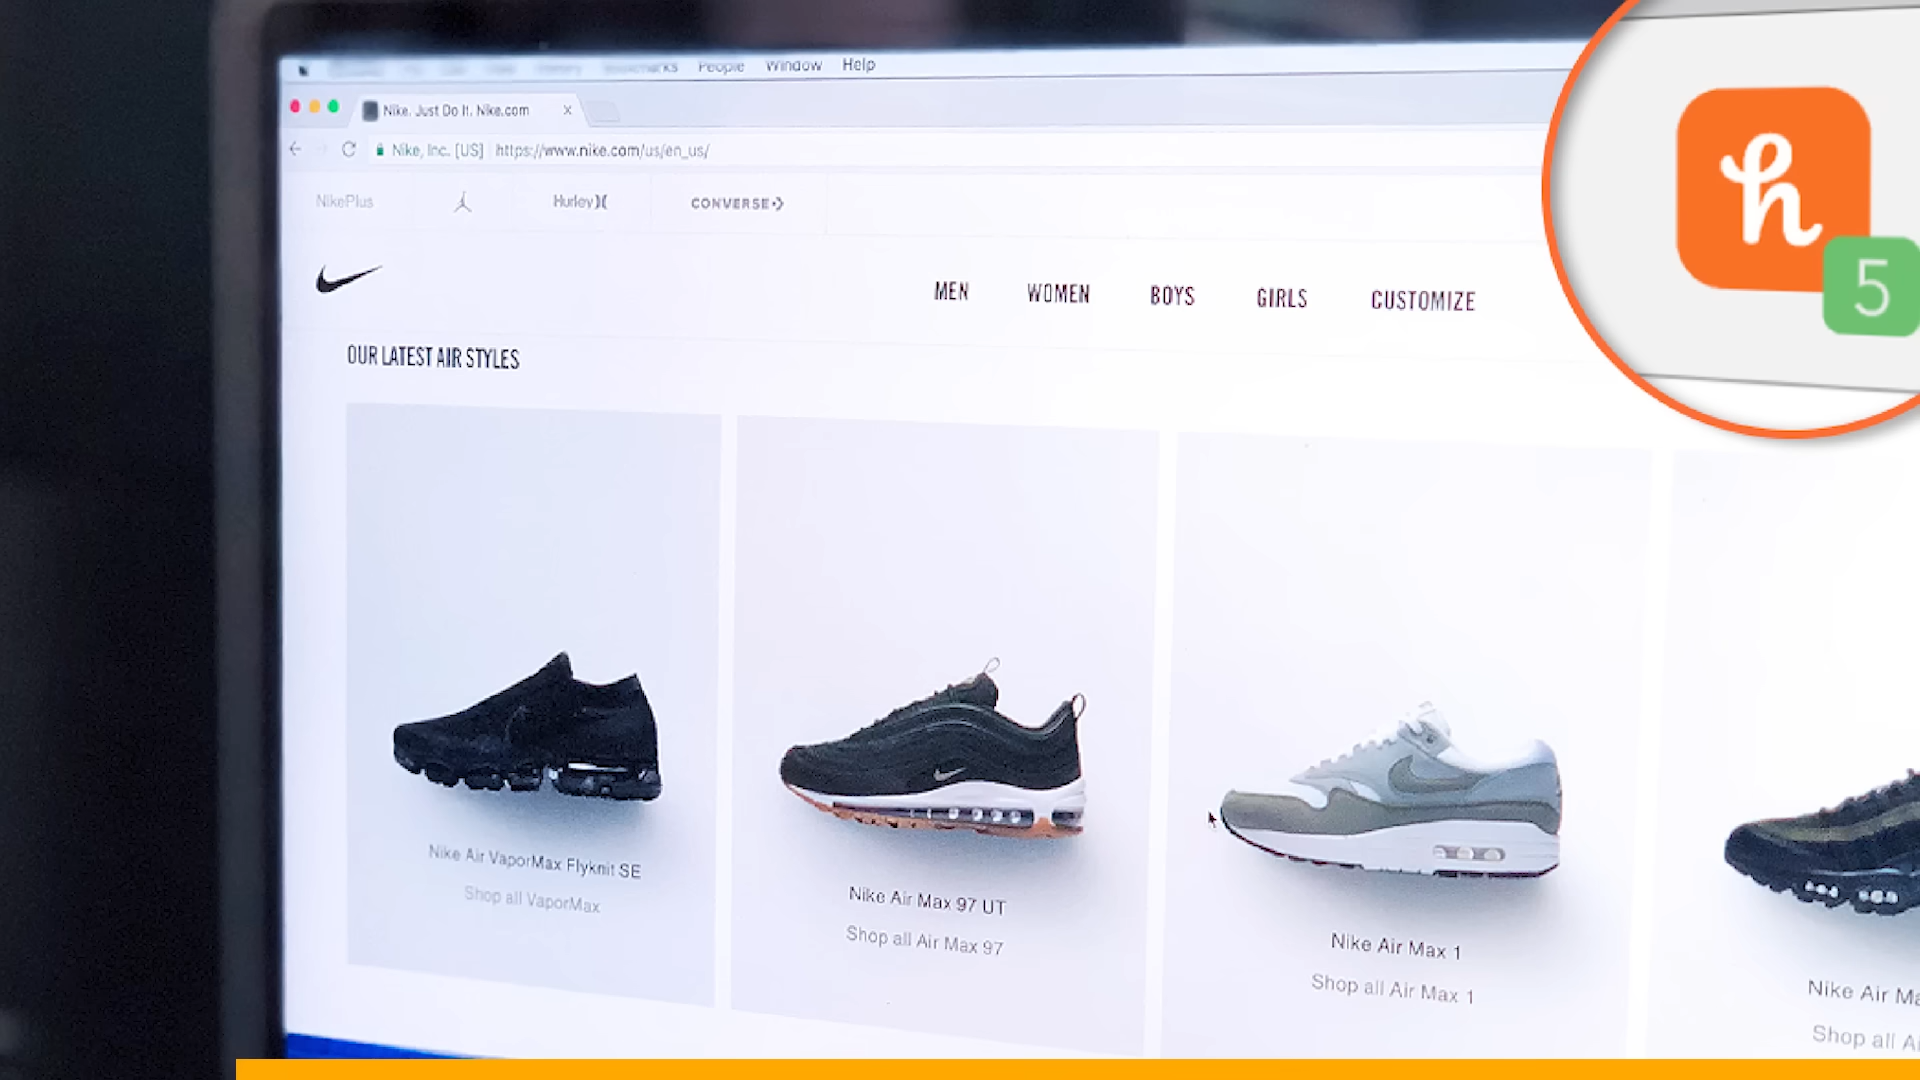 Bookmarks People Window Help
Nike. Just Do It. Nike.com
Nike, Inc. [US] https://www.nike.com/us/en_us/
NikePlus Hurley CONVERSE
MEN WOMEN BOYS GIRLS CUSTOMIZE
h
5
OUR LATEST AIR STYLES
Nike Air VaporMax Flyknit SE
Shop all VaporMax
Nike Air Max 97 UT
Shop all Air Max 97
Nike Air Max 1
Shop all Air Max 1
Nike Air Ma
Shop all Ai